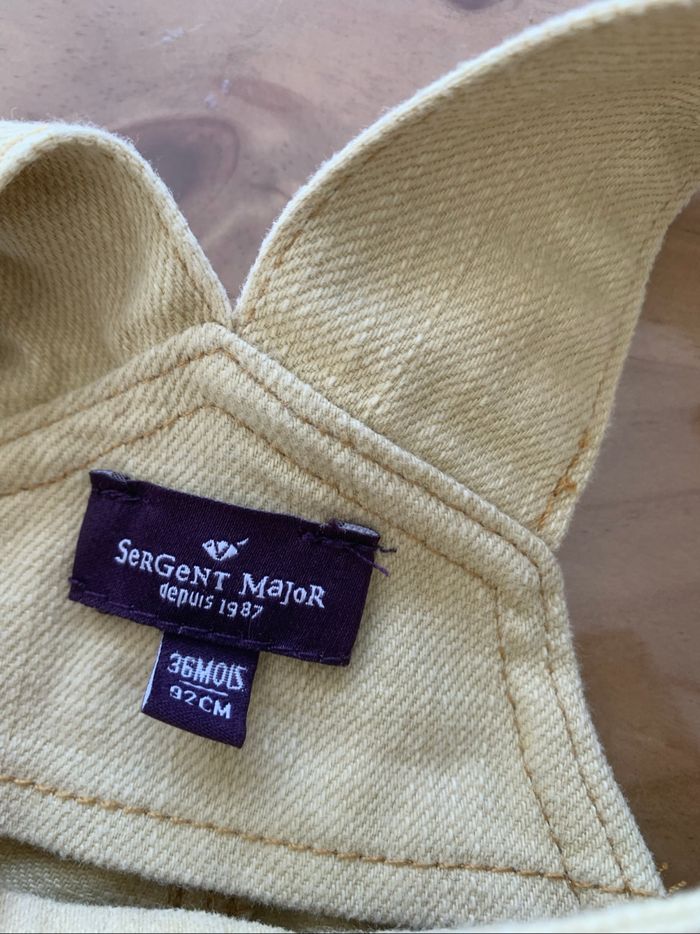 SerGeNT MaJoR
depuis 1987
36MOIS
92CM